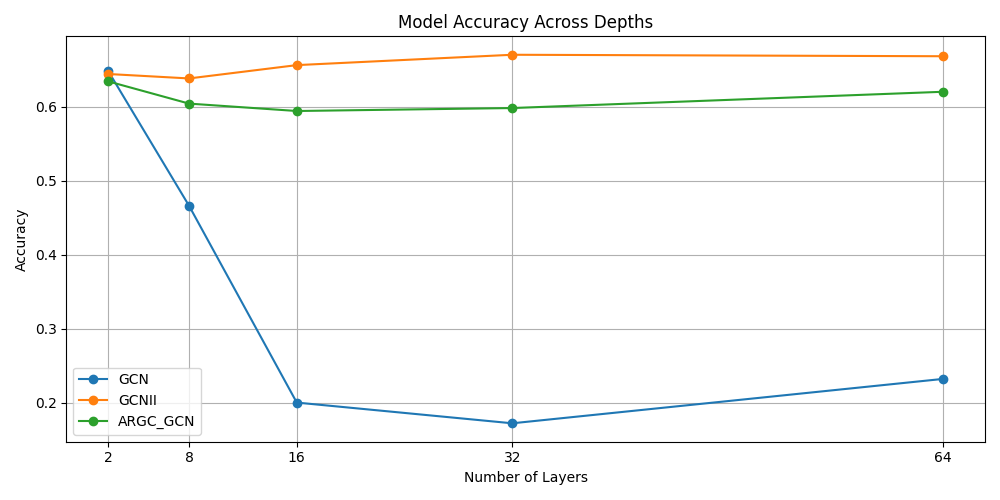 Model Accuracy Across Depths
Accuracy
0.6
0.5
0.4
0.3
0.2
GCN
GCNII
ARGC_GCN
2 8 16 32 64
Number of Layers